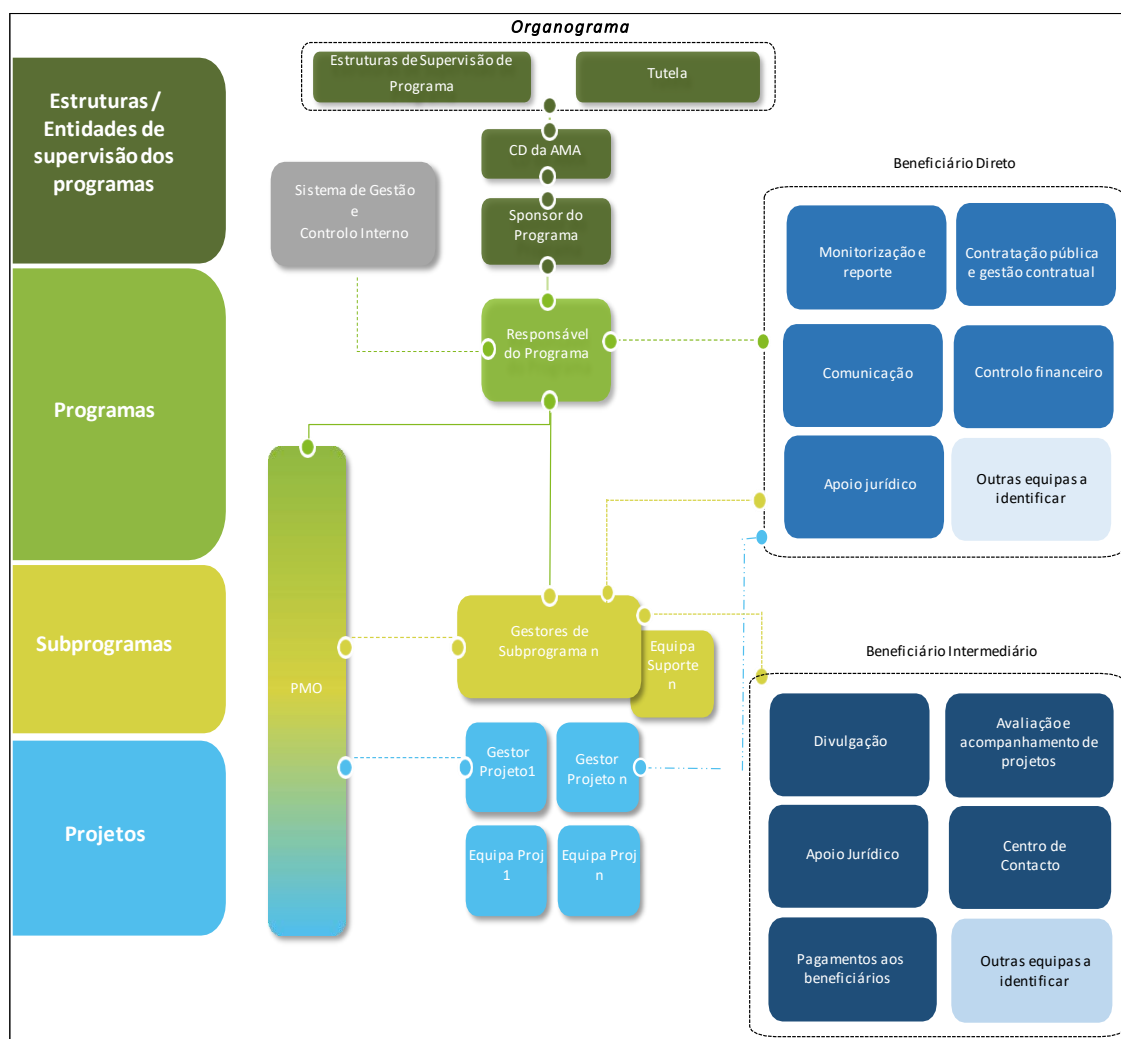 Organograma
Estruturas de Supervisão de
Programa
Tutela
Estruturas /
Entidades de
supervisão dos
programas
CD da AMA
Sistema de Gestão
e
Controlo Interno
Sponsor do
Programa
Beneficiário Direto
Monitorização e
reporte
Contratação pública
e gestão contratual
Programas
Responsável
do Programa
Comunicação
Controlo financeiro
Apoio jurídico
Outras equipas a
identificar
Subprogramas
PMO
Gestores de
Subprograma n
Equipa
Suporte
n
Beneficiário Intermediário
Projetos
Gestor
Projeto1
Gestor
Projeto n
Equipa Proj
1
Equipa Proj
n
Divulgação
Avaliação e
acompanhamento de
projetos
Apoio Jurídico
Centro de
Contacto
Pagamentos aos
beneficiários
Outras equipas a
identificar